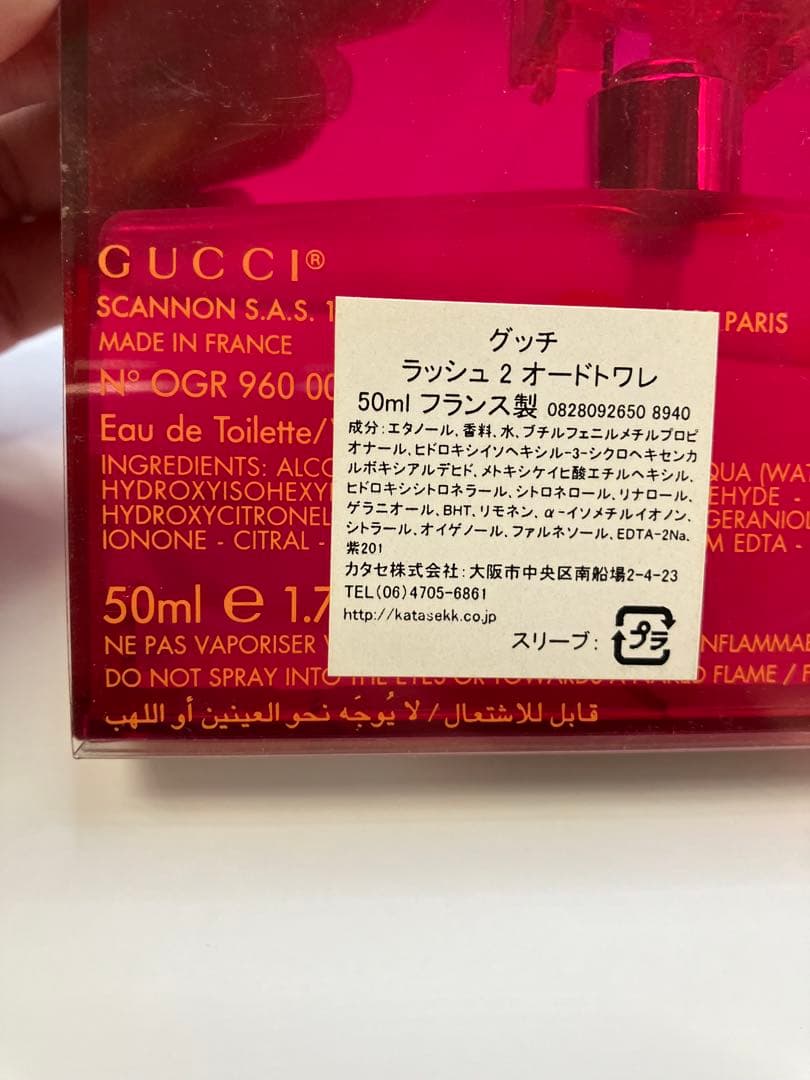 GUCCI®
SCANNON S.A.S. 1
PARIS
MADE IN FRANCE
N° OGR 960 00
Eau de Toilette/
INGREDIENTS: ALCO
QUA (WAT
HYDROXYISOHEXY
EHYDE -
HYDROXYCITRONEL
GERANIO
IONONE - CITRAL -
M EDTA -
50ml e 1.7
NE PAS VAPORISER
NFLAMMAB
DO NOT SPRAY INTO THE EYES OR TOWARDS A NAKED FLAME / F
قابل للاشتعال / لا يُوجَه نحو العينين أو اللهب
グッチ
ラッシュ 2 オードトワレ
50ml フランス製 0828092650 8940
成分:エタノール、香料、水、ブチルフェニルメチルプロピ
オナール、ヒドロキシイソヘキシル-3-シクロヘキセンカ
ルボキシアルデヒド、メトキシケイヒ酸エチルヘキシル、
ヒドロキシシトロネラール、シトロネロール、リナロール、
ゲラニオール、BHT、リモネン、α-イソメチルイオノン、
シトラール、オイゲノール、ファルネソール、EDTA-2Na、
紫201
カタセ株式会社:大阪市中央区南船場2-4-23
TEL(06)4705-6861
http://katasekk.co.jp
スリーブ: プラ